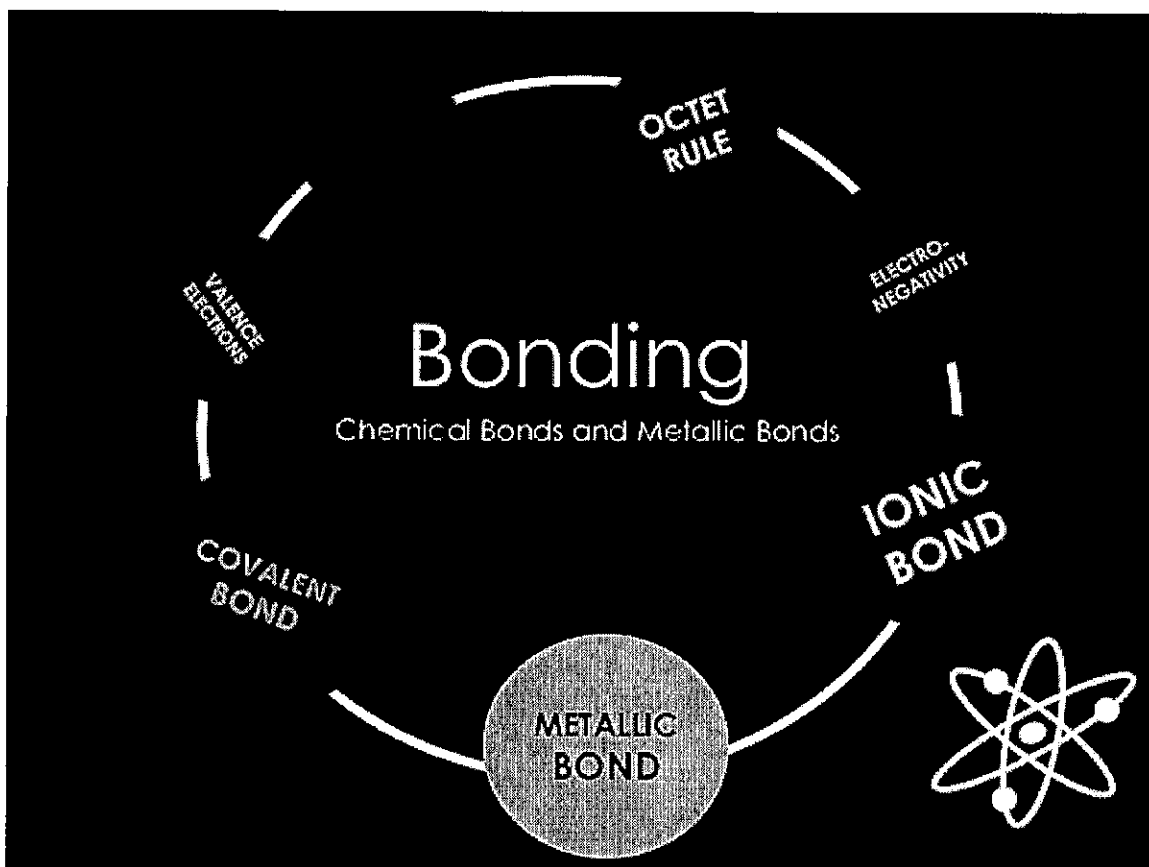 OCTET
RULE
ELECTRO-
NEGATIVITY
VALENCE
ELECTRONS
Bonding
Chemical Bonds and Metallic Bonds
IONIC
BOND
COVALENT
BOND
METALLIC
BOND